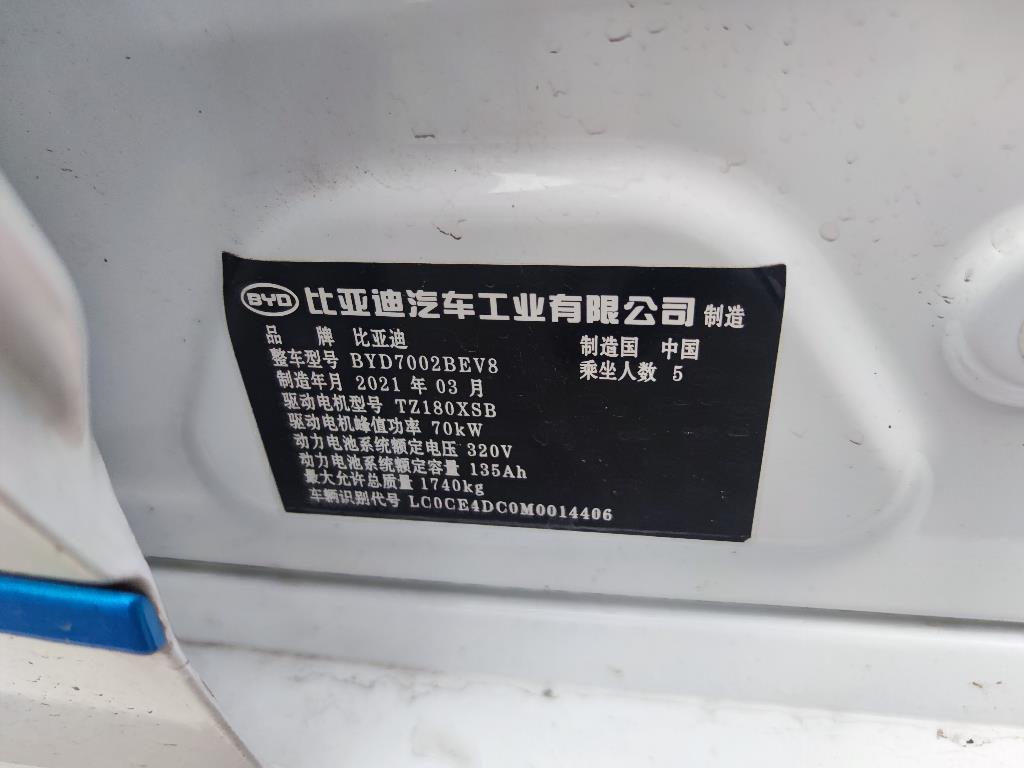 BYD 比亚迪汽车工业有限公司 制造
品 牌 比亚迪 制造国 中国
整车型号 BYD7002BEV8 乘坐人数 5
制造年月 2021 年 03 月
驱动电机型号 TZ180XSB
驱动电机峰值功率 70kW
动力电池系统额定电压 320V
动力电池系统额定容量 135Ah
最大允许总质量 1740kg
车辆识别代号 LC0CE4DC0M0014406